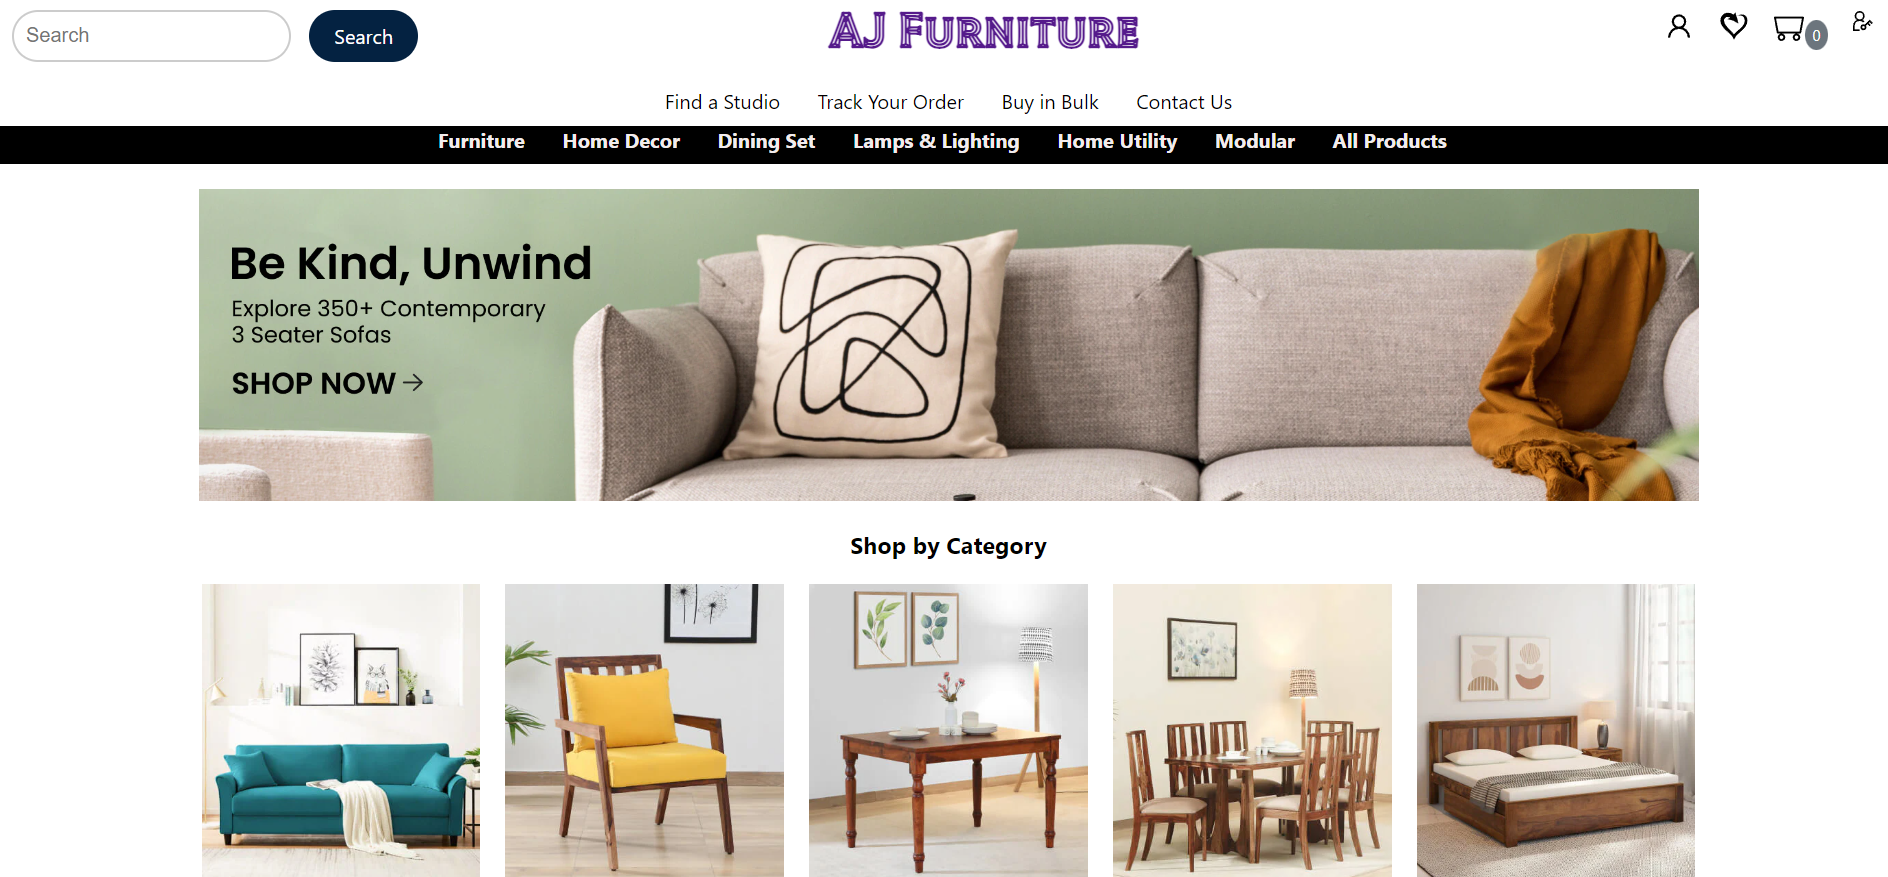 Search
Search
AJ Furniture
0
Find a Studio
Track Your Order
Buy in Bulk
Contact Us
Furniture
Home Decor
Dining Set
Lamps & Lighting
Home Utility
Modular
All Products
Be Kind, Unwind
Explore 350+ Contemporary
3 Seater Sofas
SHOP NOW →
Shop by Category